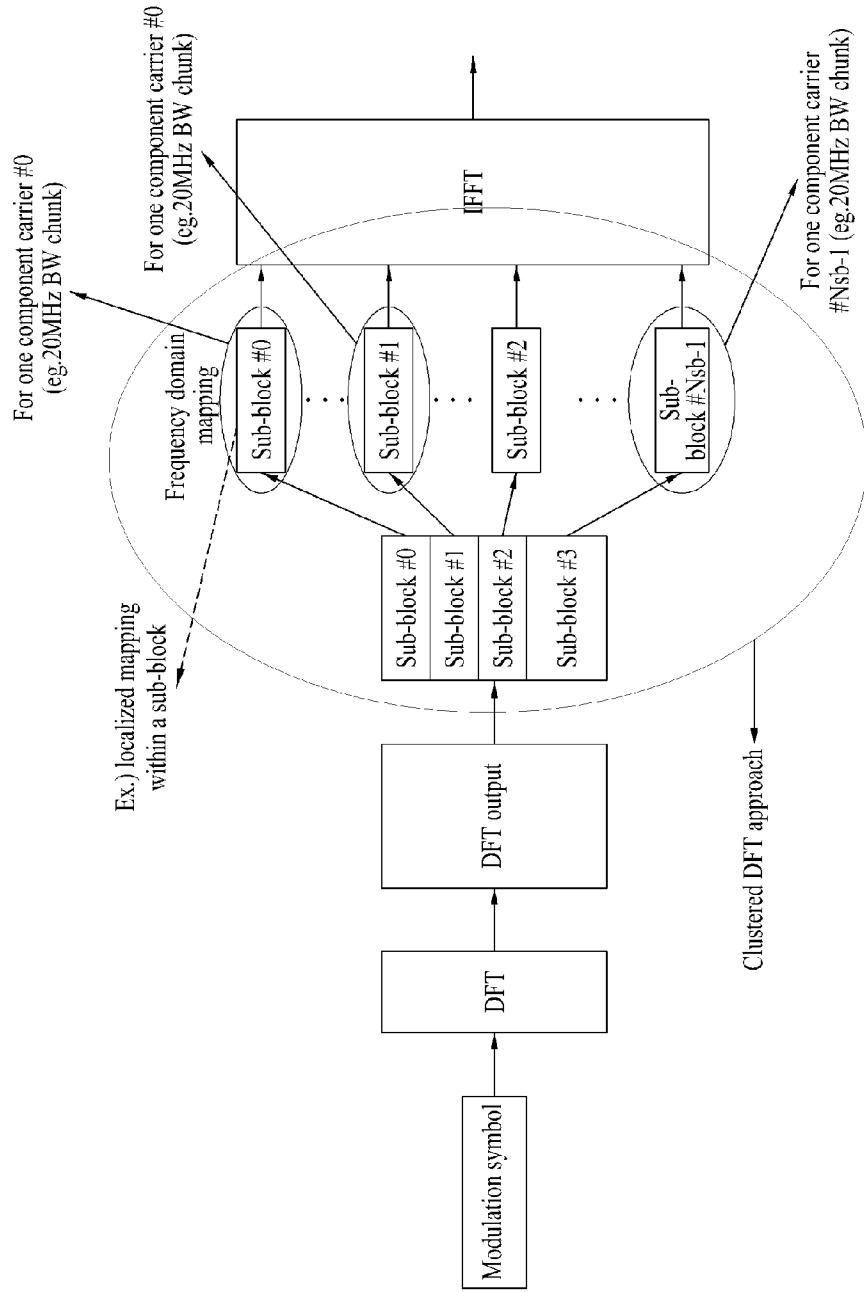 Modulation symbol
DFT
DFT output
Sub-block #0
Sub-block #1
Sub-block #2
Sub-block #3
Ex.) localized mapping
within a sub-block
Frequency domain
mapping
Sub-block #0
Sub-block #1
Sub-block #2
Sub-
block #Nsb-1
IFFT
For one component carrier #0
(eg.20MHz BW chunk)
For one component carrier #0
(eg.20MHz BW chunk)
For one component carrier
#Nsb-1 (eg.20MHz BW chunk)
Clustered DFT approach